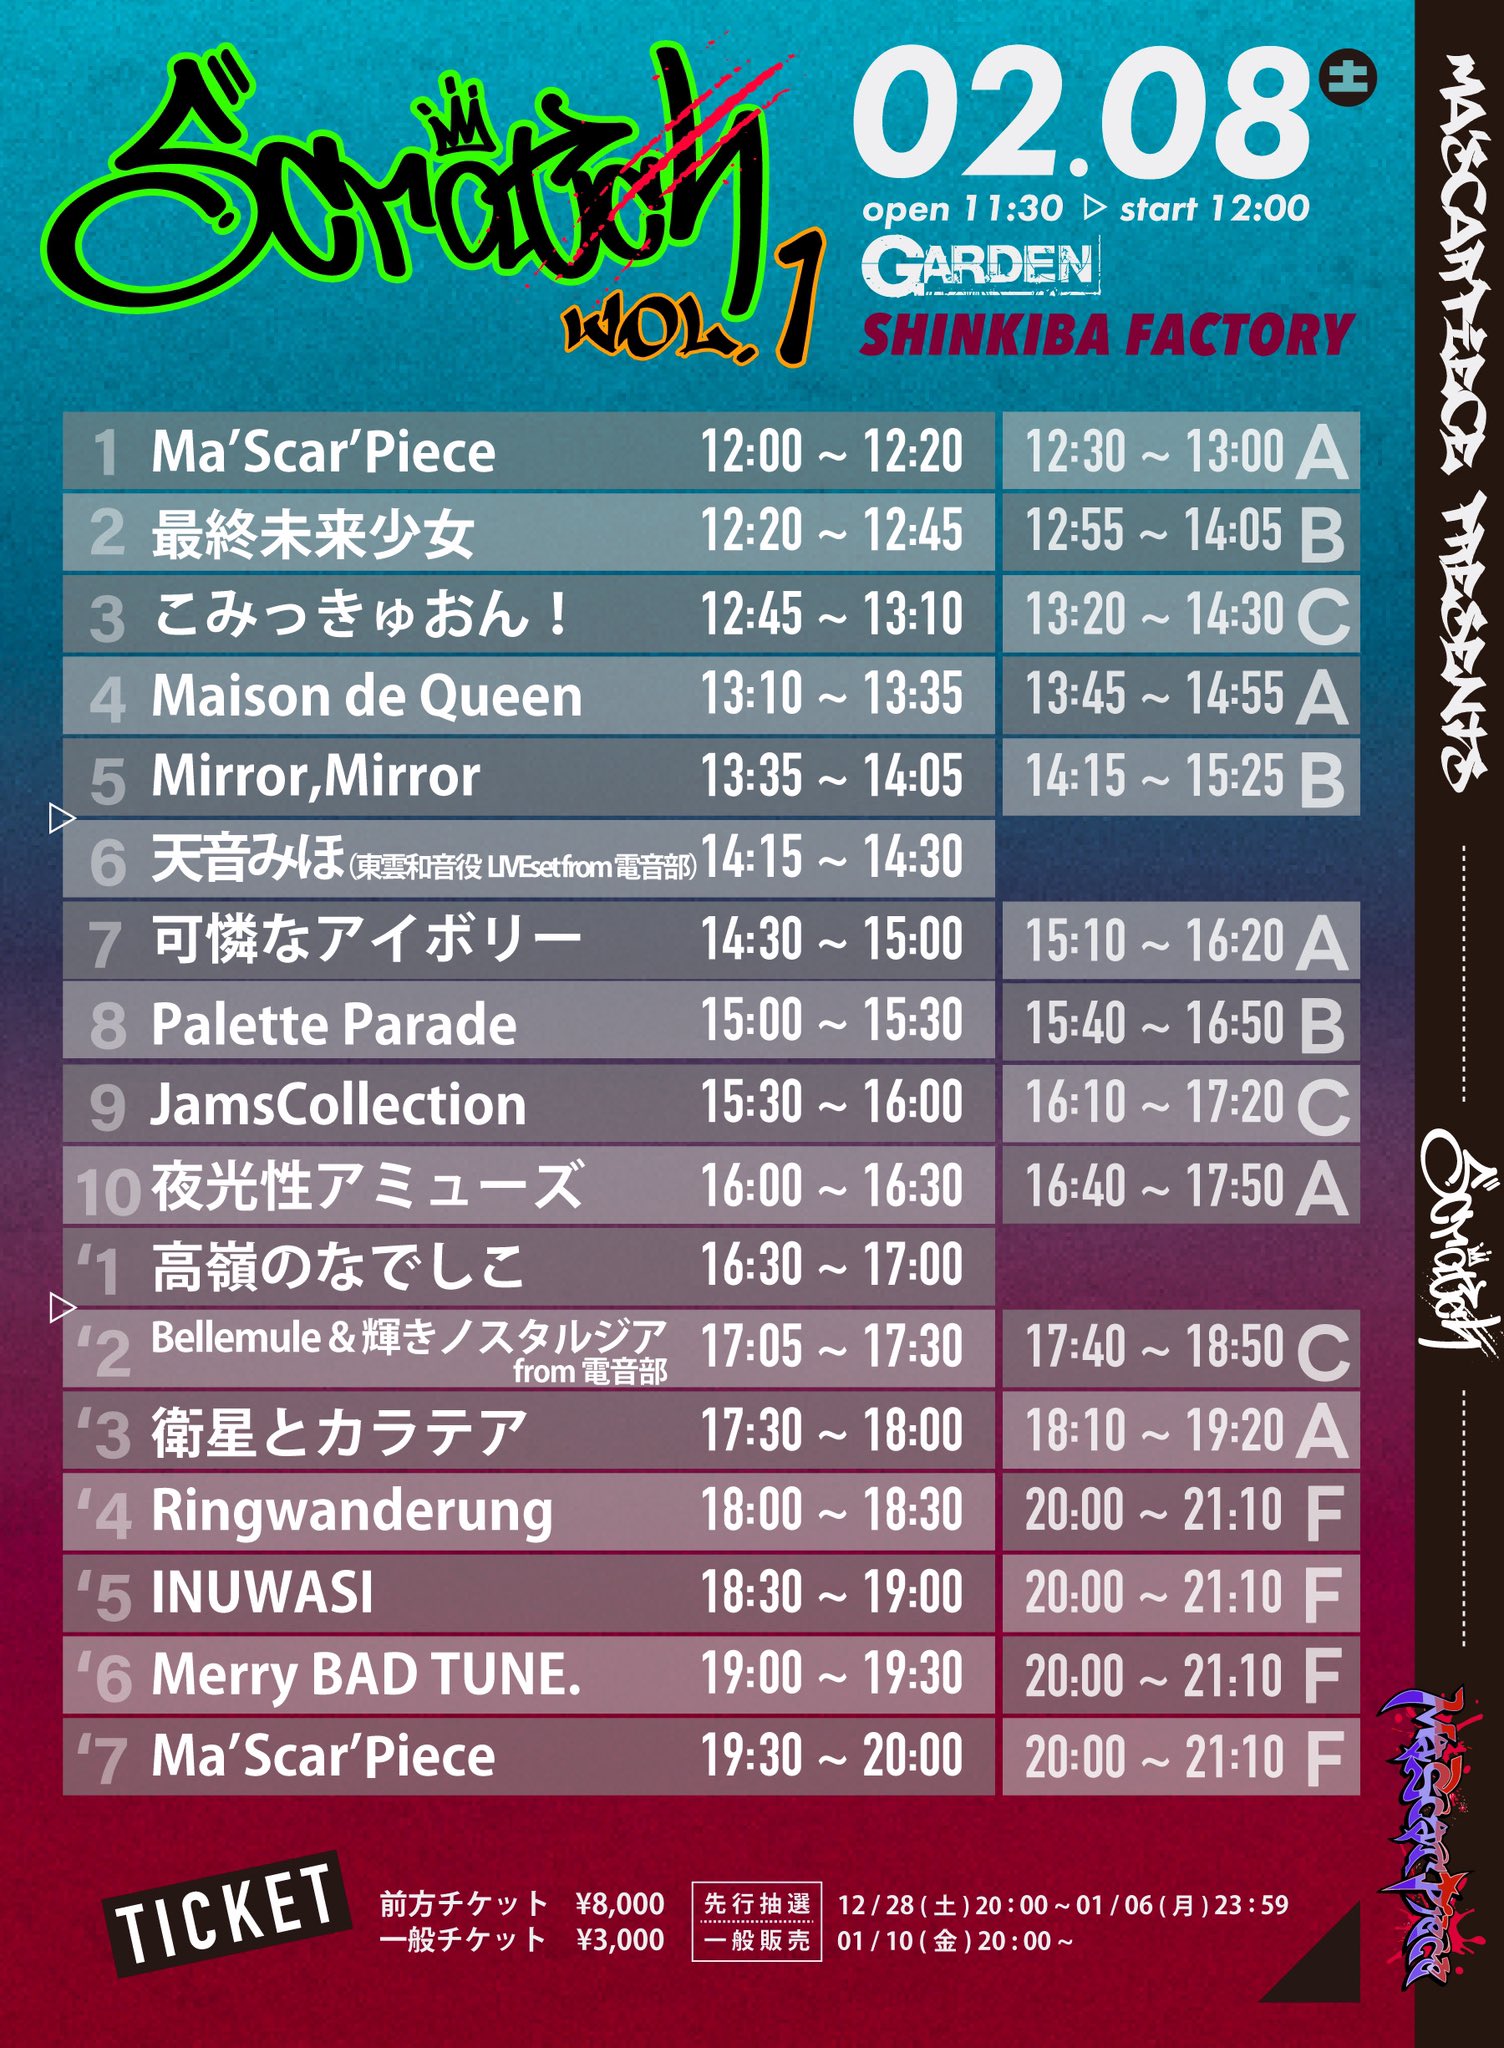 Scratch
VOL.1
02.08 土
open 11:30 ▷ start 12:00
GARDEN
SHINKIBA FACTORY
1 Ma’Scar’Piece 12:00 ~ 12:20 12:30 ~ 13:00 A
2 最終未来少女 12:20 ~ 12:45 12:55 ~ 14:05 B
3 こみっきゅおん！ 12:45 ~ 13:10 13:20 ~ 14:30 C
4 Maison de Queen 13:10 ~ 13:35 13:45 ~ 14:55 A
5 Mirror,Mirror 13:35 ~ 14:05 14:15 ~ 15:25 B
6 天音みほ（東雲和音役 LIVEset from 電音部） 14:15 ~ 14:30
7 可憐なアイボリー 14:30 ~ 15:00 15:10 ~ 16:20 A
8 Palette Parade 15:00 ~ 15:30 15:40 ~ 16:50 B
9 JamsCollection 15:30 ~ 16:00 16:10 ~ 17:20 C
10 夜光性アミューズ 16:00 ~ 16:30 16:40 ~ 17:50 A
‘1 高嶺のなでしこ 16:30 ~ 17:00
‘2 Bellemule & 輝きノスタルジア 17:05 ~ 17:30 17:40 ~ 18:50 C
from 電音部
‘3 衛星とカラテア 17:30 ~ 18:00 18:10 ~ 19:20 A
‘4 Ringwanderung 18:00 ~ 18:30 20:00 ~ 21:10 F
‘5 INUWASI 18:30 ~ 19:00 20:00 ~ 21:10 F
‘6 Merry BAD TUNE. 19:00 ~ 19:30 20:00 ~ 21:10 F
‘7 Ma’Scar’Piece 19:30 ~ 20:00 20:00 ~ 21:10 F
TICKET
前方チケット ¥8,000 先行抽選 12/28(土)20:00~01/06(月)23:59
一般チケット ¥3,000 一般販売 01/10(金)20:00~
MA'SCAR'PIECE PRESENTS
Scratch
MA'SCAR'PIECE